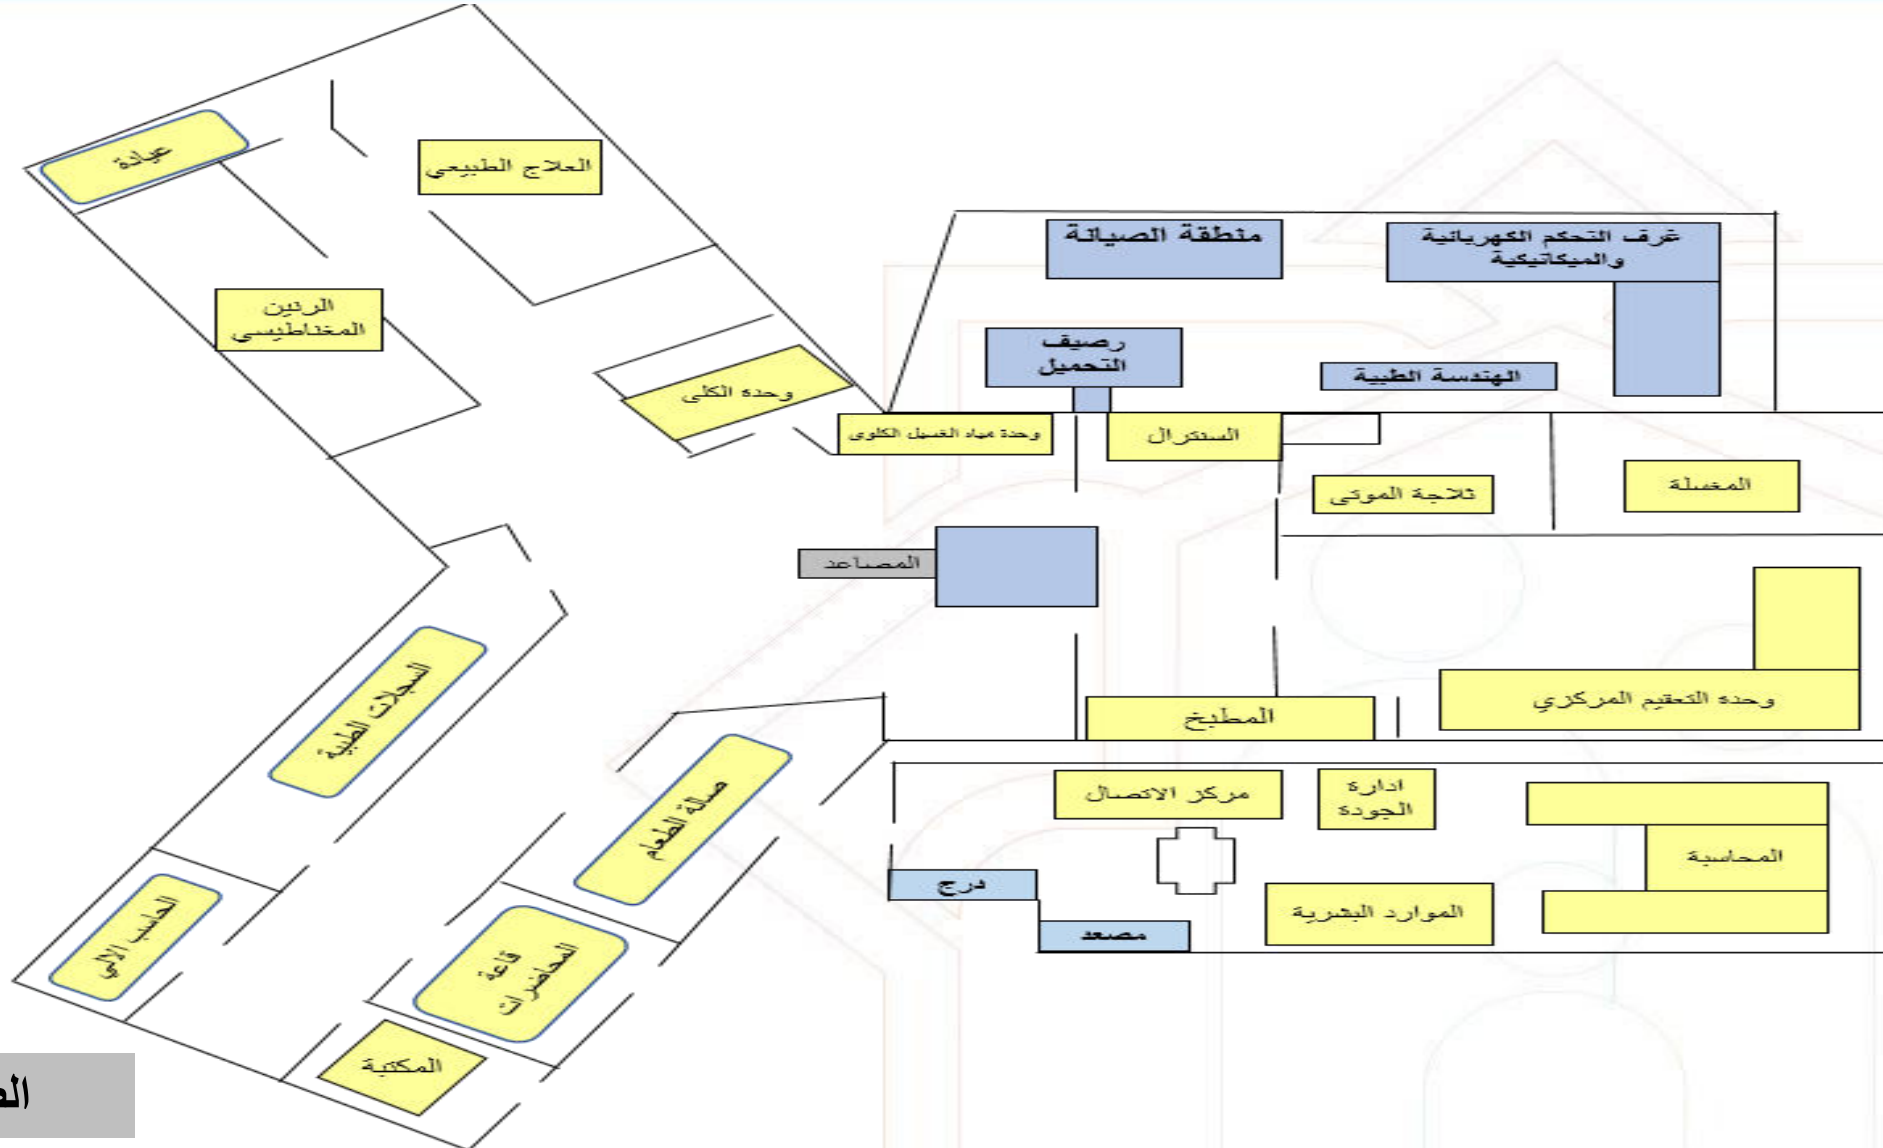 عيادة
العلاج الطبيعي
الرنين
المغناطيسي
وحدة الكلى
وحدة مياه الغسيل الكلوى
منطقة الصيانة
غرف التحكم الكهربائية
والميكانيكية
رصيف
التحميل
الهندسة الطبية
السنترال
ثلاجة الموتى
المغسلة
المصاعد
وحدة التعقيم المركزي
المطبخ
السجلات الطبية
صالة الطعام
مركز الاتصال
ادارة
الجودة
المحاسبة
الموارد البشرية
درج
مصعد
الحاسب الالي
قاعة
المحاضرات
المكتبة